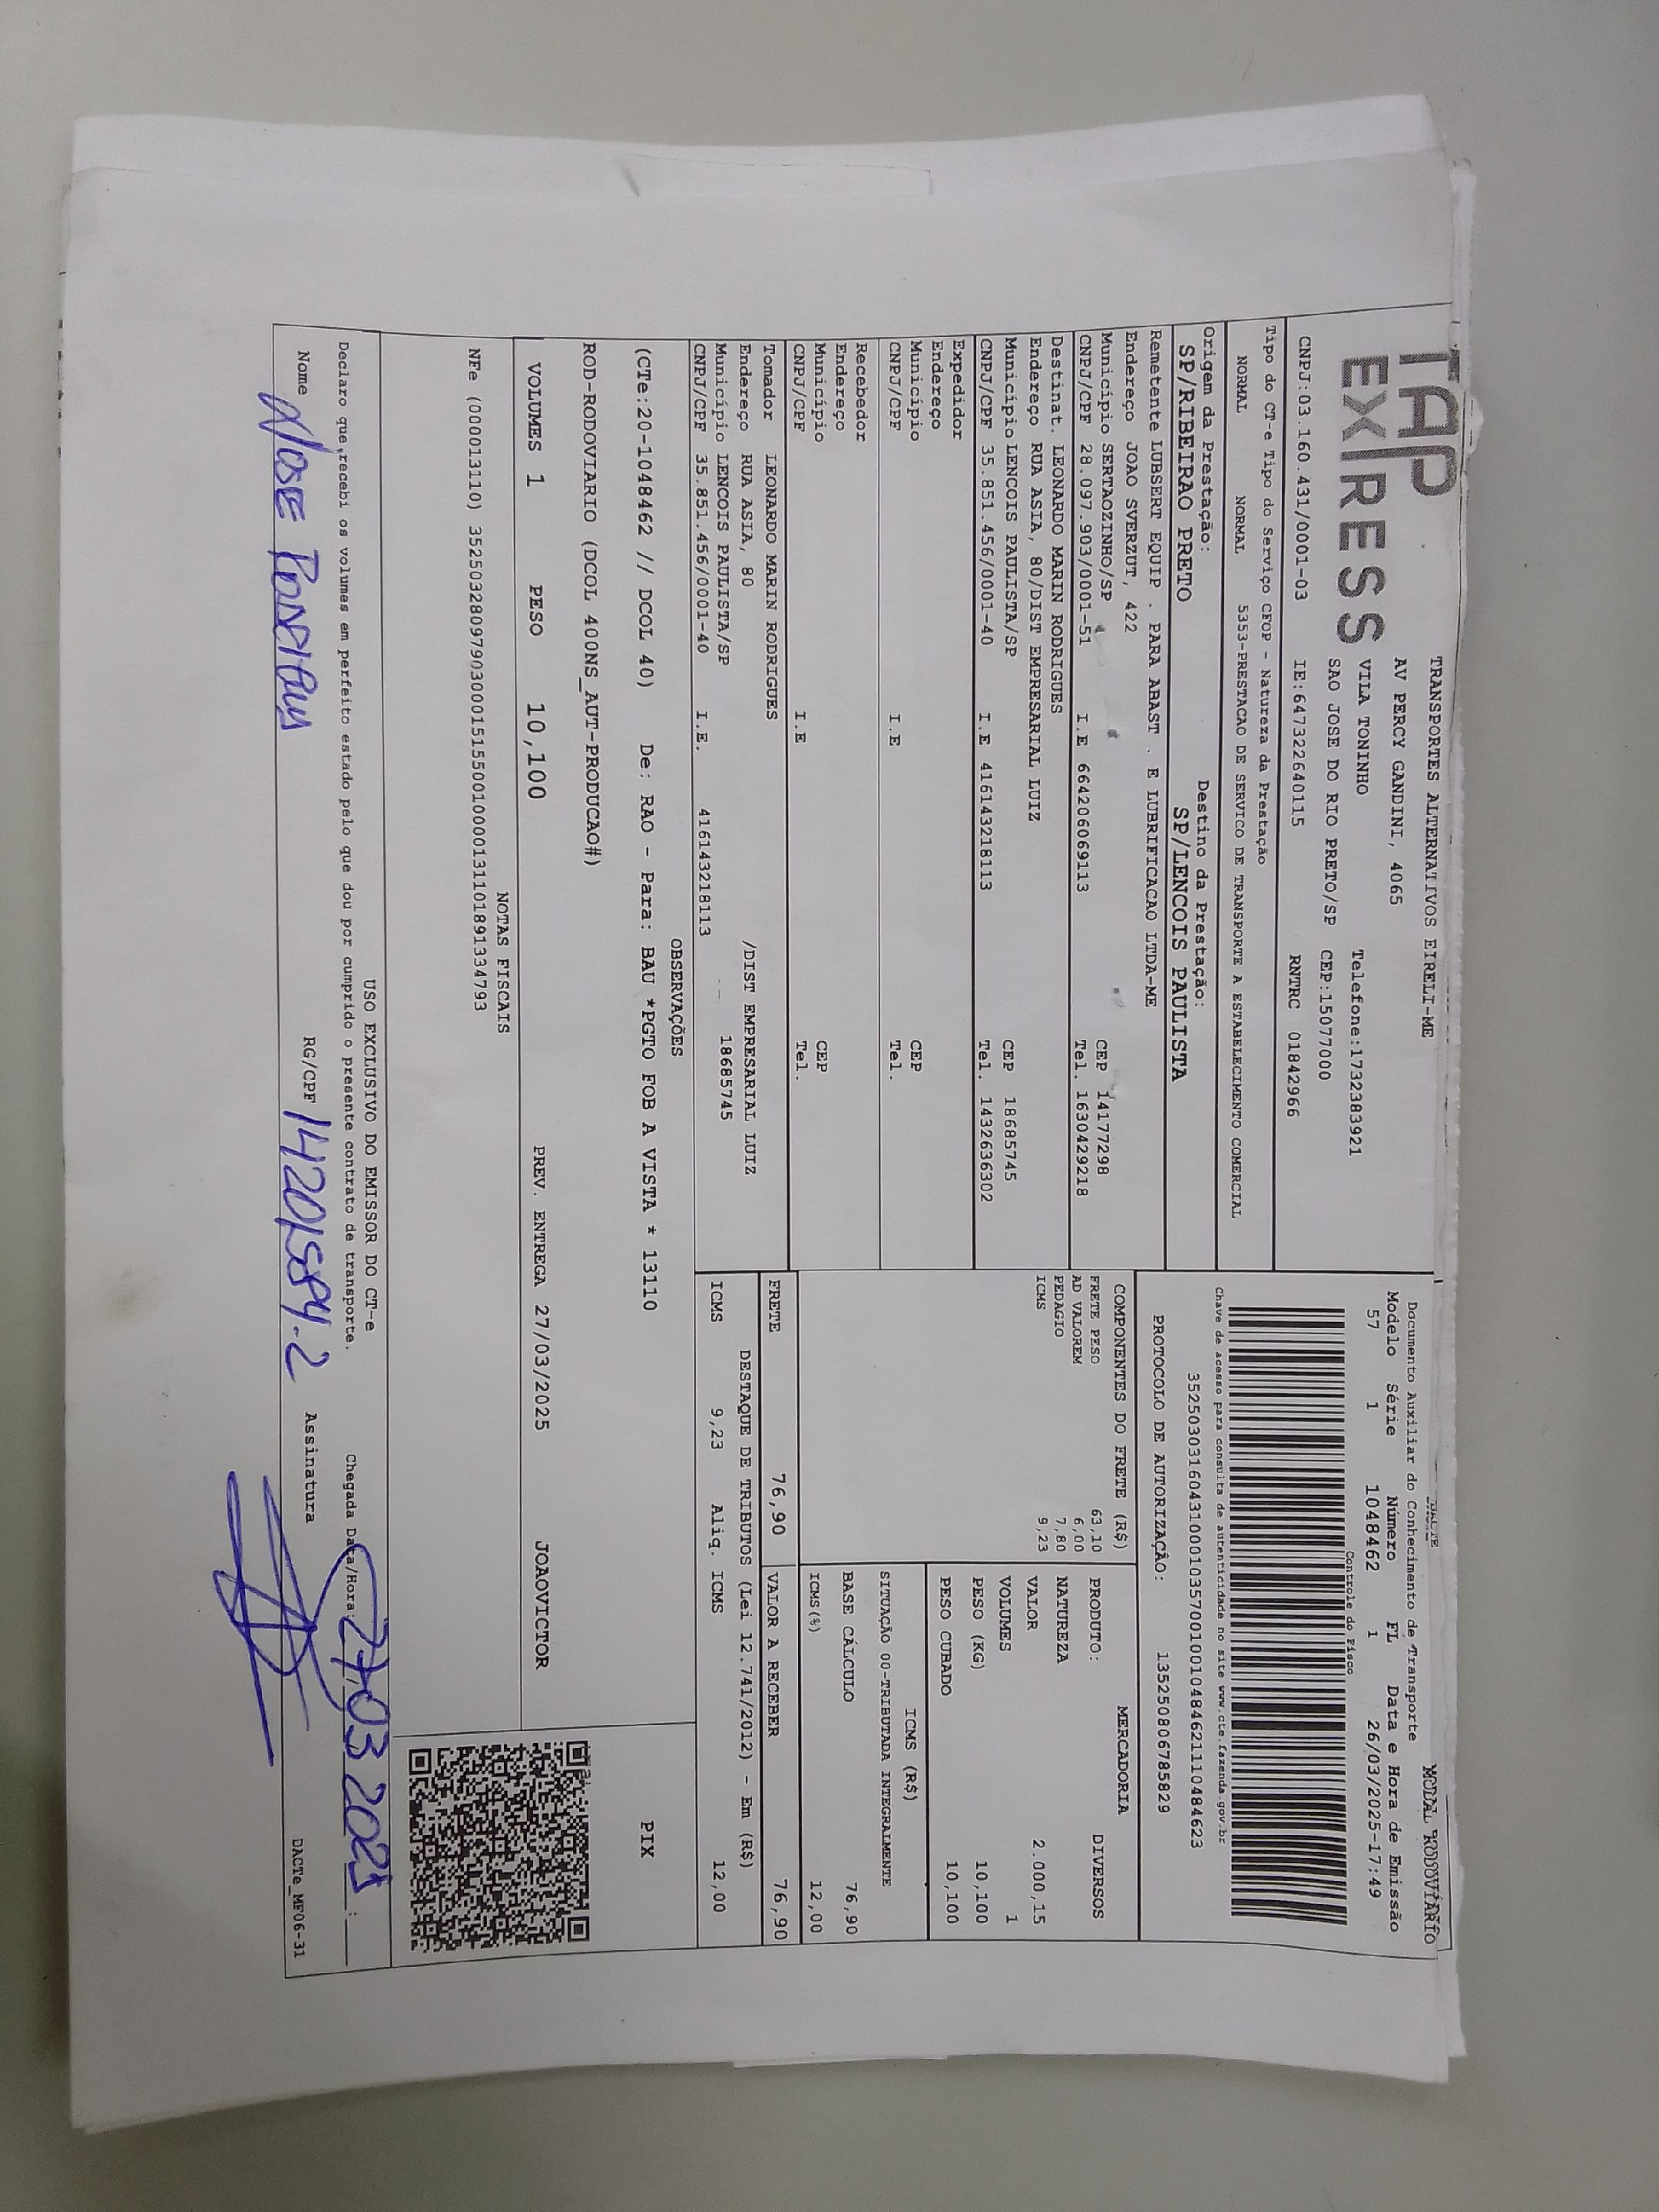 TAP
EXPRESS
TRANSPORTES ALTERNATIVOS EIRELI-ME
AV PERCY GANDINI, 4065
VILA TONINHO Telefone:1732383921
SAO JOSE DO RIO PRETO/SP CEP:15077000
CNPJ:03.160.431/0001-03 IE:647322640115 RNTRC 01842966
DACTE MODAL RODOVIÁRIO
Documento Auxiliar do Conhecimento de Transporte
Modelo Série Número FL Data e Hora de Emissão
57 1 1048462 1 26/03/2025-17:49
Controle do Fisco
Chave de acesso para consulta de autenticidade no site www.cte.fazenda.gov.br
35250303160431000103570010010484621110484623
PROTOCOLO DE AUTORIZAÇÃO: 135250806785829
Tipo do CT-e Tipo do Serviço CFOP - Natureza da Prestação
NORMAL NORMAL 5353-PRESTACAO DE SERVICO DE TRANSPORTE A ESTABELECIMENTO COMERCIAL
Origem da Prestação: Destino da Prestação:
SP/RIBEIRAO PRETO SP/LENCOIS PAULISTA
Remetente LUBSERT EQUIP . PARA ABAST . E LUBRIFICACAO LTDA-ME
Endereço JOAO SVERZUT, 422
Município SERTAOZINHO/SP CEP 14177298
CNPJ/CPF 28.097.903/0001-51 I.E 664206069113 Tel. 1630429218
Destinat. LEONARDO MARIN RODRIGUES
Endereço RUA ASIA, 80/DIST EMPRESARIAL LUIZ
Município LENCOIS PAULISTA/SP CEP 18685745
CNPJ/CPF 35.851.456/0001-40 I.E 416143218113 Tel. 1432636302
Expedidor
Endereço
Município CEP
CNPJ/CPF I.E Tel.
Recebedor
Endereço
Município CEP
CNPJ/CPF I.E Tel.
Tomador LEONARDO MARIN RODRIGUES
Endereço RUA ASIA, 80 /DIST EMPRESARIAL LUIZ
Município LENCOIS PAULISTA/SP 18685745
CNPJ/CPF 35.851.456/0001-40 I.E. 416143218113
COMPONENTES DO FRETE (R$)
FRETE PESO 63,10
AD VALOREM 6,00
PEDAGIO 7,80
ICMS 9,23
MERCADORIA
PRODUTO: DIVERSOS
NATUREZA
VALOR 2.000,15
VOLUMES 1
PESO (KG) 10,100
PESO CUBADO 10,100
ICMS (R$)
SITUAÇÃO 00-TRIBUTADA INTEGRALMENTE
BASE CÁLCULO 76,90
ICMS(%) 12,00
FRETE 76,90 VALOR A RECEBER 76,90
DESTAQUE DE TRIBUTOS (Lei 12.741/2012) - Em (R$)
ICMS 9,23 Aliq. ICMS 12,00
OBSERVAÇÕES
(CTe:20-1048462 // DCOL 40) De: RAO - Para: BAU *PGTO FOB A VISTA * 13110
ROD-RODOVIARIO (DCOL 400NS_AUT-PRODUCAO#)
PIX
VOLUMES 1 PESO 10,100 PREV. ENTREGA 27/03/2025 JOAOVICTOR
NOTAS FISCAIS
NFe (000013110) 35250328097903000151550010000131101891334793
USO EXCLUSIVO DO EMISSOR DO CT-e
Declaro que recebi os volumes em perfeito estado pelo que dou por cumprido o presente contrato de transporte. Chegada Data/Hora: 27/03 2025 :
Nome JOSE RG/CPF 14201589-2 Assinatura
DACTe_MF06-31